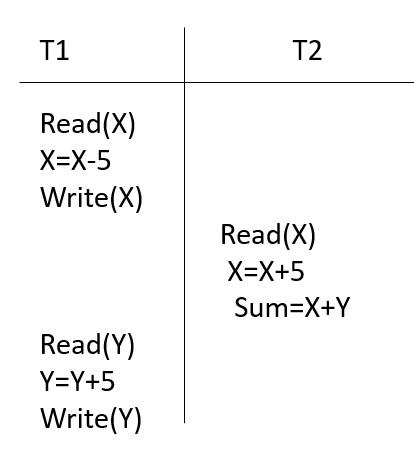 T1 T2
Read(X)
X=X-5
Write(X)
Read(X)
X=X+5
Sum=X+Y
Read(Y)
Y=Y+5
Write(Y)